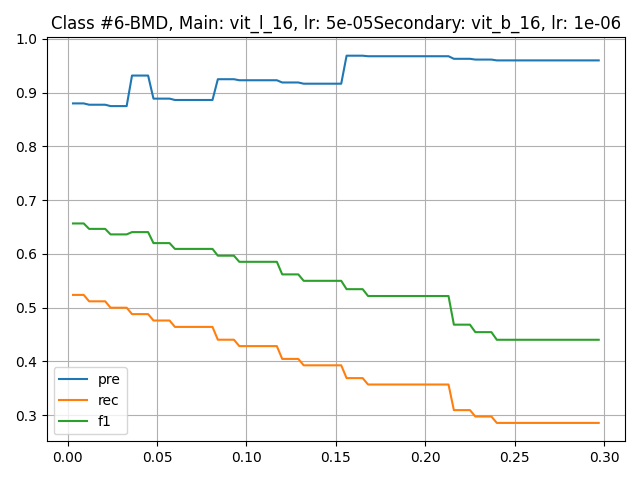 Class #6-BMD, Main: vit_l_16, lr: 5e-05Secondary: vit_b_16, lr: 1e-06
1.0
0.9
0.8
0.7
0.6
0.5
0.4
0.3
pre
rec
f1
0.00 0.05 0.10 0.15 0.20 0.25 0.30